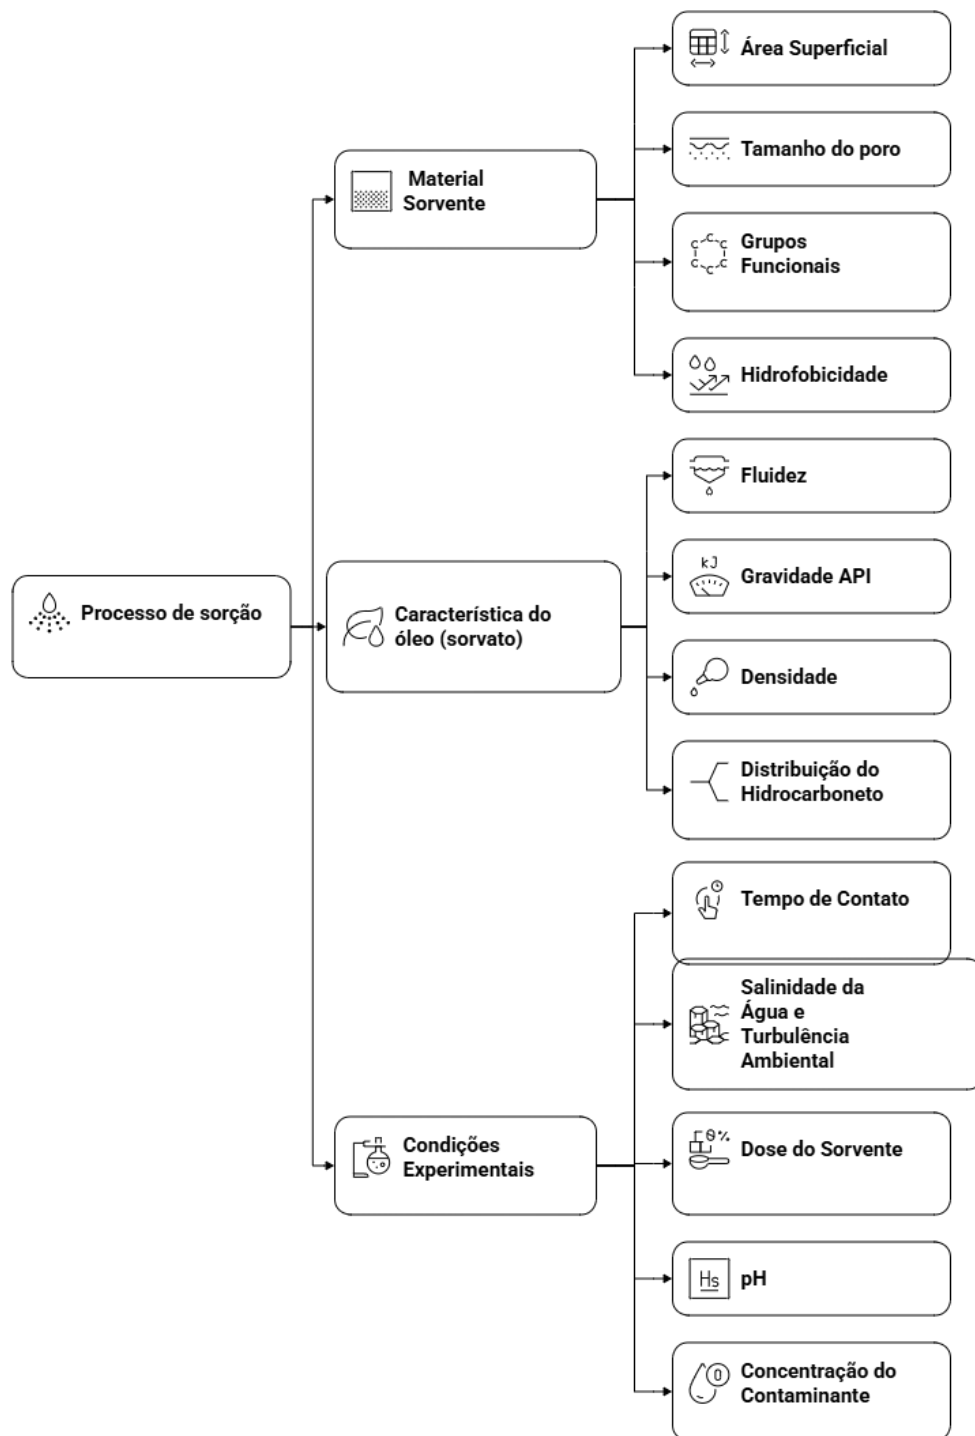 Área Superficial
Tamanho do poro
Material
Sorvente
Grupos
Funcionais
Hidrofobicidade
Fluidez
kJ
Gravidade API
Processo de sorção
Característica do
óleo (sorvato)
Densidade
Distribuição do
Hidrocarboneto
Tempo de Contato
Salinidade da
Água e
Turbulência
Ambiental
Condições
Experimentais
Dose do Sorvente
Hs
pH
Concentração do
Contaminante